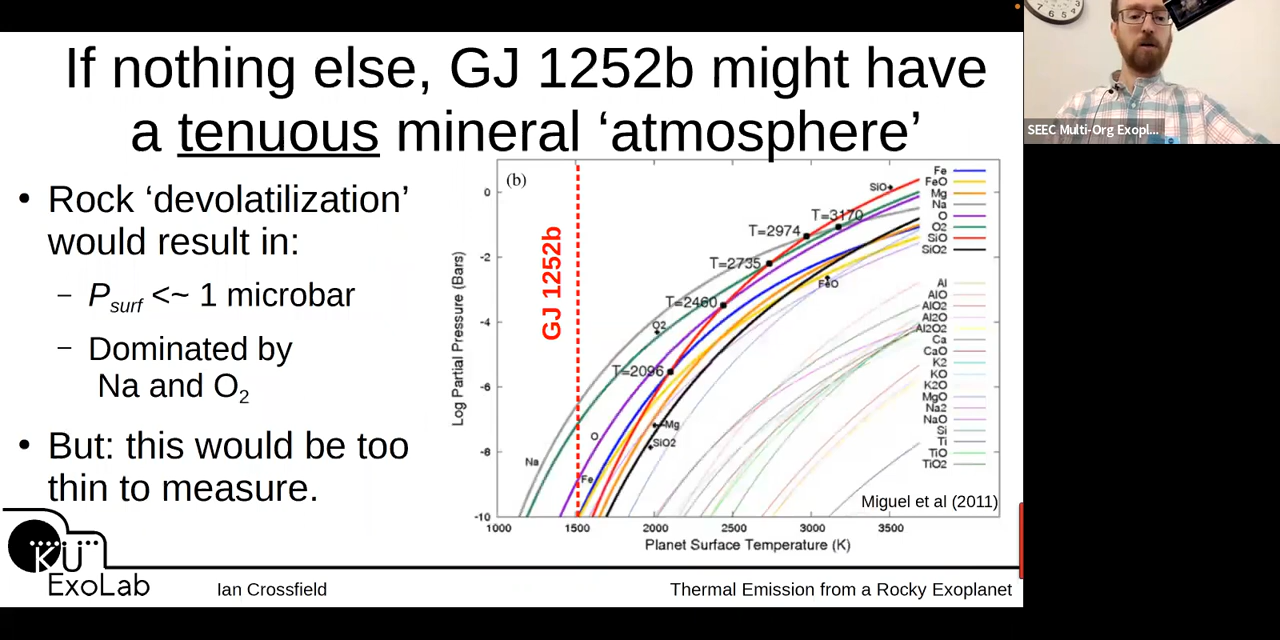 If nothing else, GJ 1252b might have
a tenuous mineral ‘atmosphere’
• Rock ‘devolatilization’
would result in:
– Psurf <~ 1 microbar
– Dominated by
Na and O2
• But: this would be too
thin to measure.
(b)
GJ 1252b
Log Partial Pressure (Bars)
0
-2
-4
-6
-8
-10
1000
1500
2000
2500
3000
3500
Planet Surface Temperature (K)
SiO
T=3170
T=2974
T=2735
T=2460
T=2096
FeO
O2
Mg
SiO2
O
Na
Fe
Fe
FeO
Mg
Na
O
O2
SiO
SiO2
Al
AlO
AlO2
Al2O
Al2O2
Ca
CaO
K2
KO
K2O
MgO
Na2
NaO
Si
Ti
TiO
TiO2
Miguel et al (2011)
KU
ExoLab
Ian Crossfield
Thermal Emission from a Rocky Exoplanet
SEEC Multi-Org Exopl...